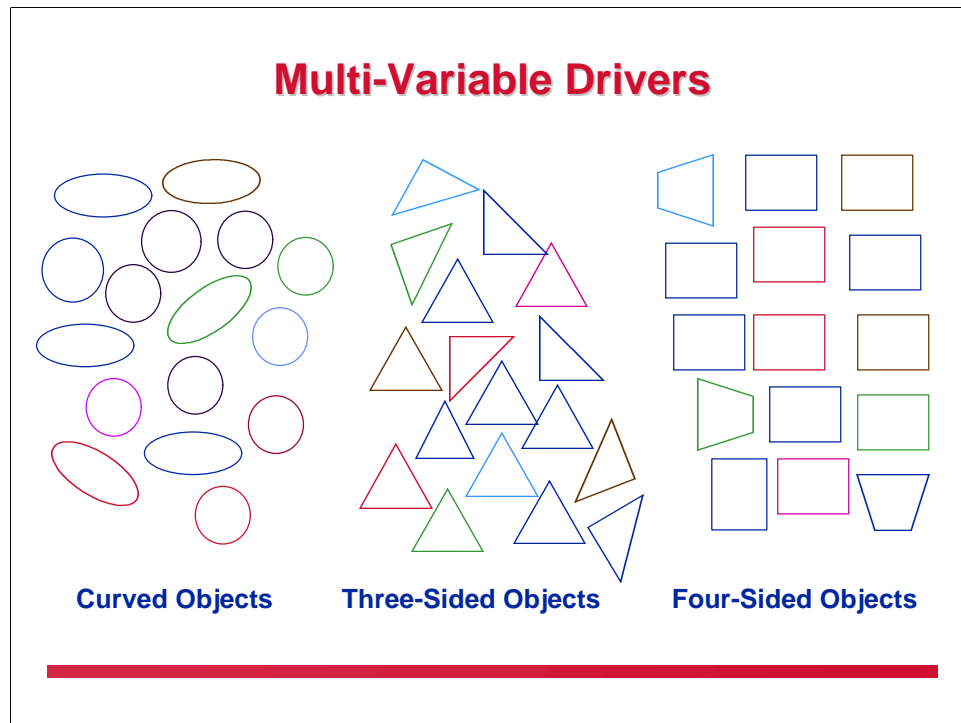 Multi-Variable Drivers
Curved Objects
Three-Sided Objects
Four-Sided Objects